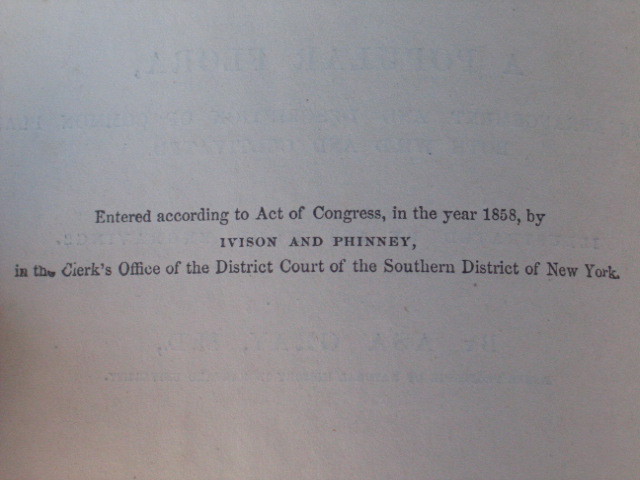 Entered according to Act of Congress, in the year 1858, by
IVISON AND PHINNEY,
in the Clerk's Office of the District Court of the Southern District of New York.